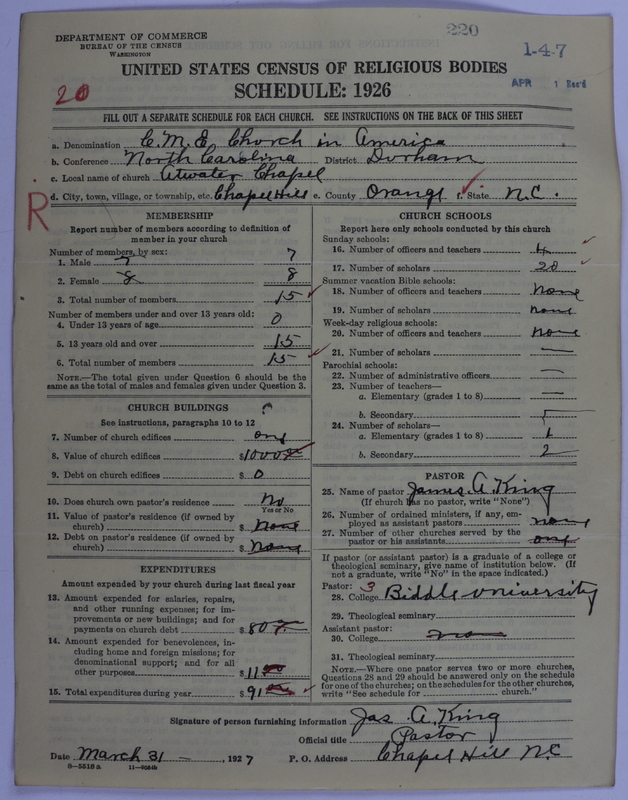 220
DEPARTMENT OF COMMERCE
BUREAU OF THE CENSUS
WASHINGTON
1-4-7
APR 1 Rec'd
UNITED STATES CENSUS OF RELIGIOUS BODIES
SCHEDULE: 1926
20
FILL OUT A SEPARATE SCHEDULE FOR EACH CHURCH. SEE INSTRUCTIONS ON THE BACK OF THIS SHEET
a. Denomination C. M. E. Church in America
b. Conference North Carolina District Durham
c. Local name of church Atwater Chapel
d. City, town, village, or township, etc. Chapel Hill e. County Orange f. State N.C.
R
MEMBERSHIP
Report number of members according to definition of
member in your church
Number of members, by sex:
1. Male 7 7
2. Female 8 8
3. Total number of members 15
Number of members under and over 13 years old:
4. Under 13 years of age 0
5. 13 years old and over 15
6. Total number of members 15
NOTE.—The total given under Question 6 should be the
same as the total of males and females given under Question 3.
CHURCH BUILDINGS
See instructions, paragraphs 10 to 12
7. Number of church edifices one
8. Value of church edifices $1000
9. Debt on church edifices $ 0
10. Does church own pastor's residence No
Yes or No
11. Value of pastor's residence (if owned by
church) $ None
12. Debt on pastor's residence (if owned by
church) $ None
EXPENDITURES
Amount expended by your church during last fiscal year
13. Amount expended for salaries, repairs,
and other running expenses; for im-
provements or new buildings; and for
payments on church debt $ 80
14. Amount expended for benevolences, in-
cluding home and foreign missions; for
denominational support; and for all
other purposes $ 11
15. Total expenditures during year $ 91
CHURCH SCHOOLS
Report here only schools conducted by this church
Sunday schools:
16. Number of officers and teachers 4
17. Number of scholars 20
Summer vacation Bible schools:
18. Number of officers and teachers None
19. Number of scholars none
Week-day religious schools:
20. Number of officers and teachers None
21. Number of scholars —
Parochial schools:
22. Number of administrative officers —
23. Number of teachers—
a. Elementary (grades 1 to 8) —
b. Secondary
24. Number of scholars—
a. Elementary (grades 1 to 8) 1
b. Secondary 2
PASTOR
25. Name of pastor James A. King
(If church has no pastor, write "None")
26. Number of ordained ministers, if any, em-
ployed as assistant pastors none
27. Number of other churches served by the
pastor or his assistants one
If pastor (or assistant pastor) is a graduate of a college or
theological seminary, give name of institution below. (If
not a graduate, write "No" in the space indicated.)
Pastor: 3
28. College Biddle University
29. Theological seminary
Assistant pastor:
30. College no
31. Theological seminary
NOTE.—Where one pastor serves two or more churches,
Questions 28 and 29 should be answered only on the schedule
for one of the churches; on the schedules for the other churches,
write "See schedule for church."
Signature of person furnishing information Jas A. King
Official title Pastor
Date March 31 —, 1927 P. O. Address Chapel Hill N.C
8—5518 a